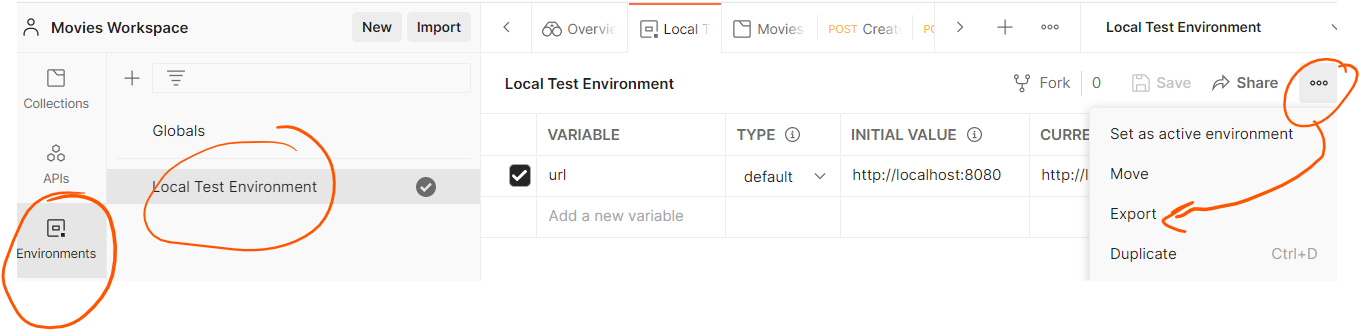 Movies Workspace
New
Import
Overvie
Local T
Movies
POST Creat
Local Test Environment
Collections
APIs
Environments
Globals
Local Test Environment
Local Test Environment
Fork
0
Save
Share
VARIABLE
TYPE
INITIAL VALUE
CURRE
url
default
http://localhost:8080
http://l
Add a new variable
Set as active environment
Move
Export
Duplicate
Ctrl+D